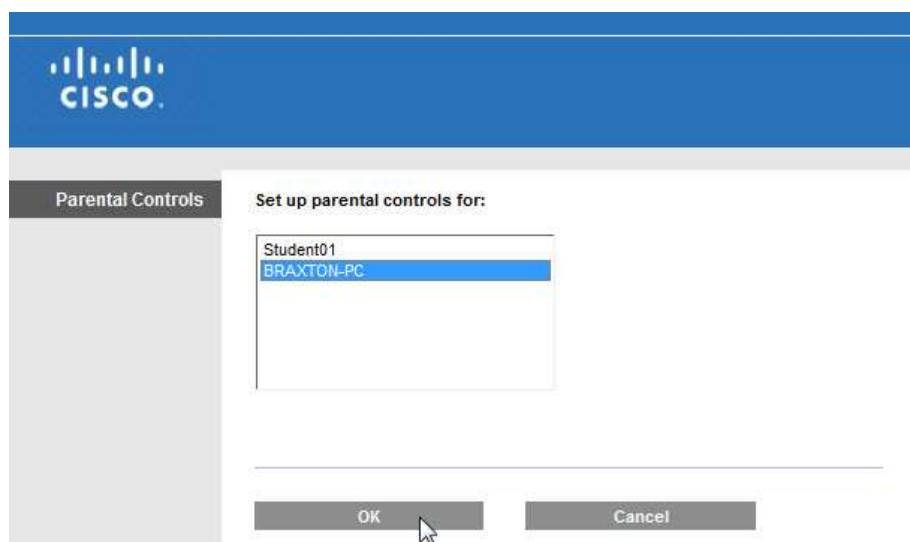 CISCO.
Parental Controls
Set up parental controls for:
Student01
BRAXTON-PC
OK
Cancel